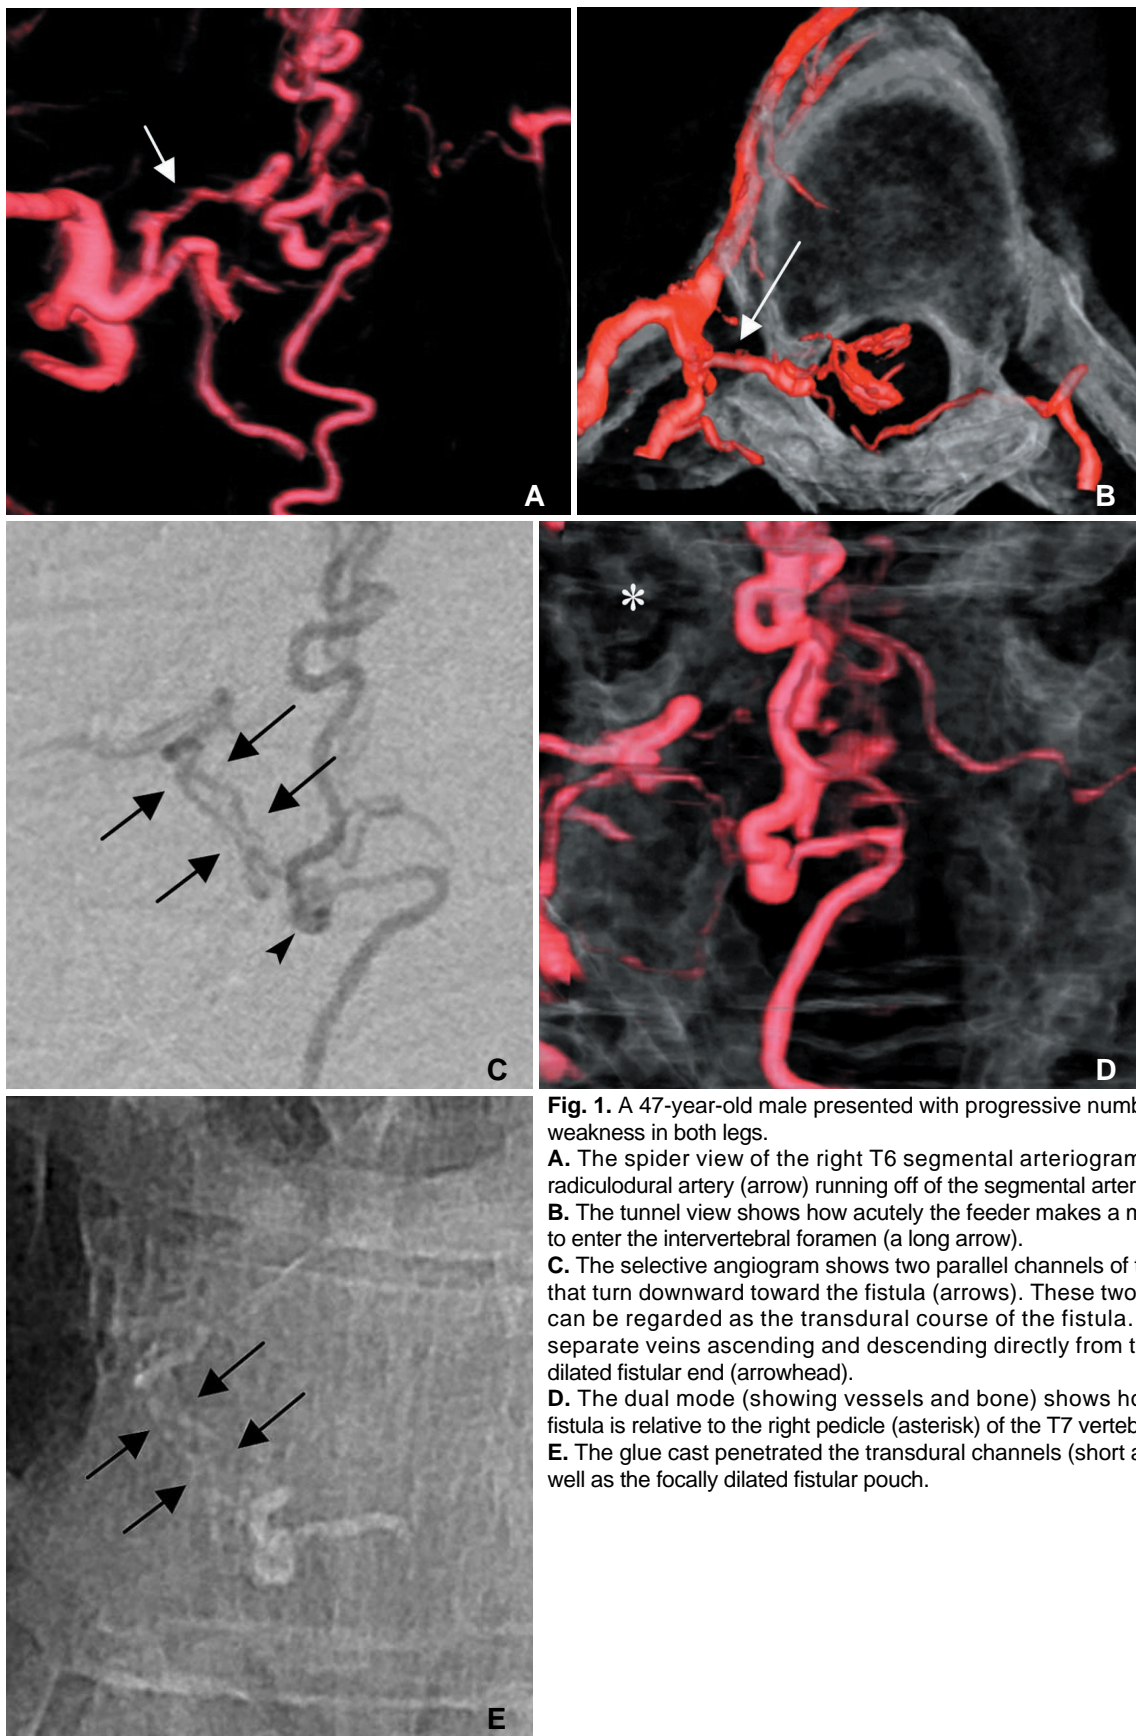 A
B
*
C
D
E
Fig. 1. A 47-year-old male presented with progressive
weakness in both legs.
A. The spider view of the right T6 segmental arteriogram
radiculodural artery (arrow) running off of the segmental
B. The tunnel view shows how acutely the feeder makes a
to enter the intervertebral foramen (a long arrow).
C. The selective angiogram shows two parallel channels of
that turn downward toward the fistula (arrows). These two
can be regarded as the transdural course of the fistula.
separate veins ascending and descending directly from
dilated fistular end (arrowhead).
D. The dual mode (showing vessels and bone) shows
fistula is relative to the right pedicle (asterisk) of the T7
E. The glue cast penetrated the transdural channels (short
well as the focally dilated fistular pouch.